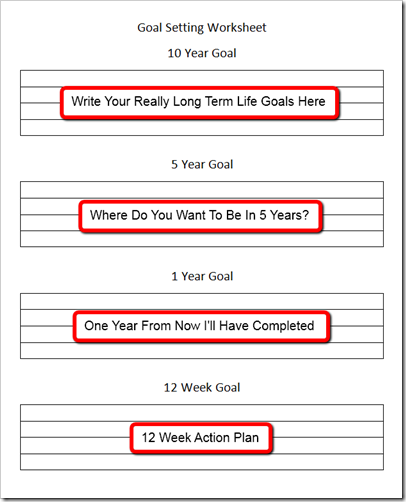 Goal Setting Worksheet
10 Year Goal
Write Your Really Long Term Life Goals Here
5 Year Goal
Where Do You Want To Be In 5 Years?
1 Year Goal
One Year From Now I'll Have Completed
12 Week Goal
12 Week Action Plan